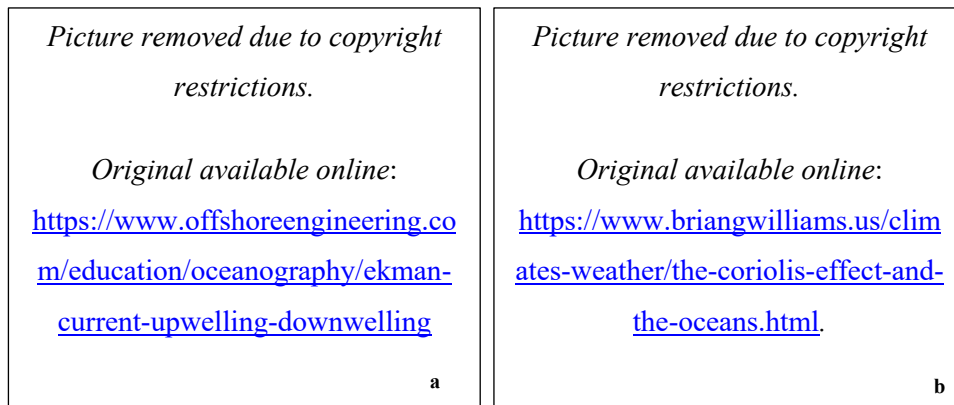 Picture removed due to copyright
restrictions.
Original available online:
https://www.offshoreengineering.co
m/education/oceanography/ekman-
current-upwelling-downwelling
a
Picture removed due to copyright
restrictions.
Original available online:
https://www.briangwilliams.us/clim
ates-weather/the-coriolis-effect-and-
the-oceans.html.
b